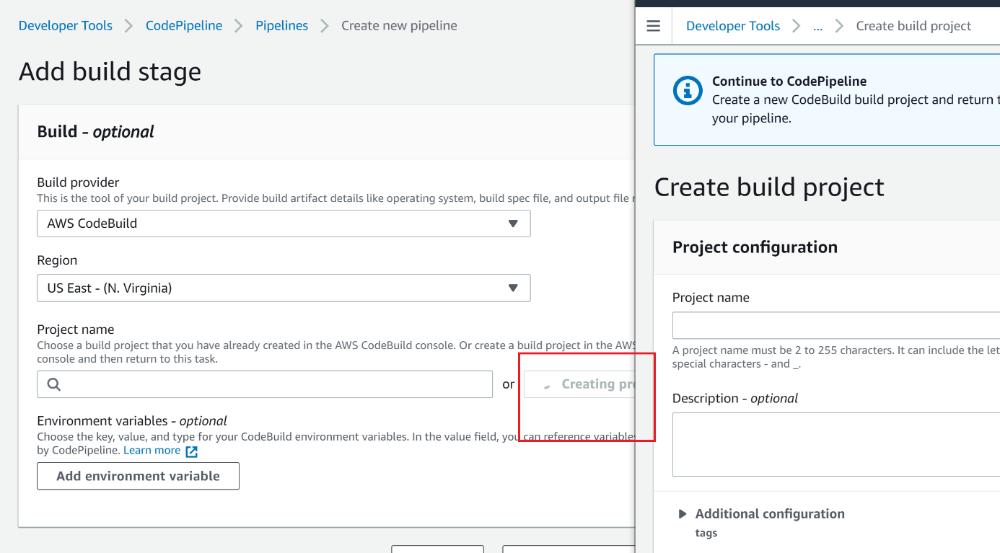 Developer Tools > CodePipeline > Pipelines > Create new pipeline
Add build stage
Build - optional
Build provider
This is the tool of your build project. Provide build artifact details like operating system, build spec file, and output file
AWS CodeBuild
Region
US East - (N. Virginia)
Project name
Choose a build project that you have already created in the AWS CodeBuild console. Or create a build project in the AWS
console and then return to this task.
or
Creating pro
Environment variables - optional
Choose the key, value, and type for your CodeBuild environment variables. In the value field, you can reference variables
by CodePipeline. Learn more
Add environment variable
Developer Tools > ... > Create build project
Continue to CodePipeline
Create a new CodeBuild build project and return t
your pipeline.
Create build project
Project configuration
Project name
A project name must be 2 to 255 characters. It can include the let
special characters - and _.
Description - optional
Additional configuration
tags